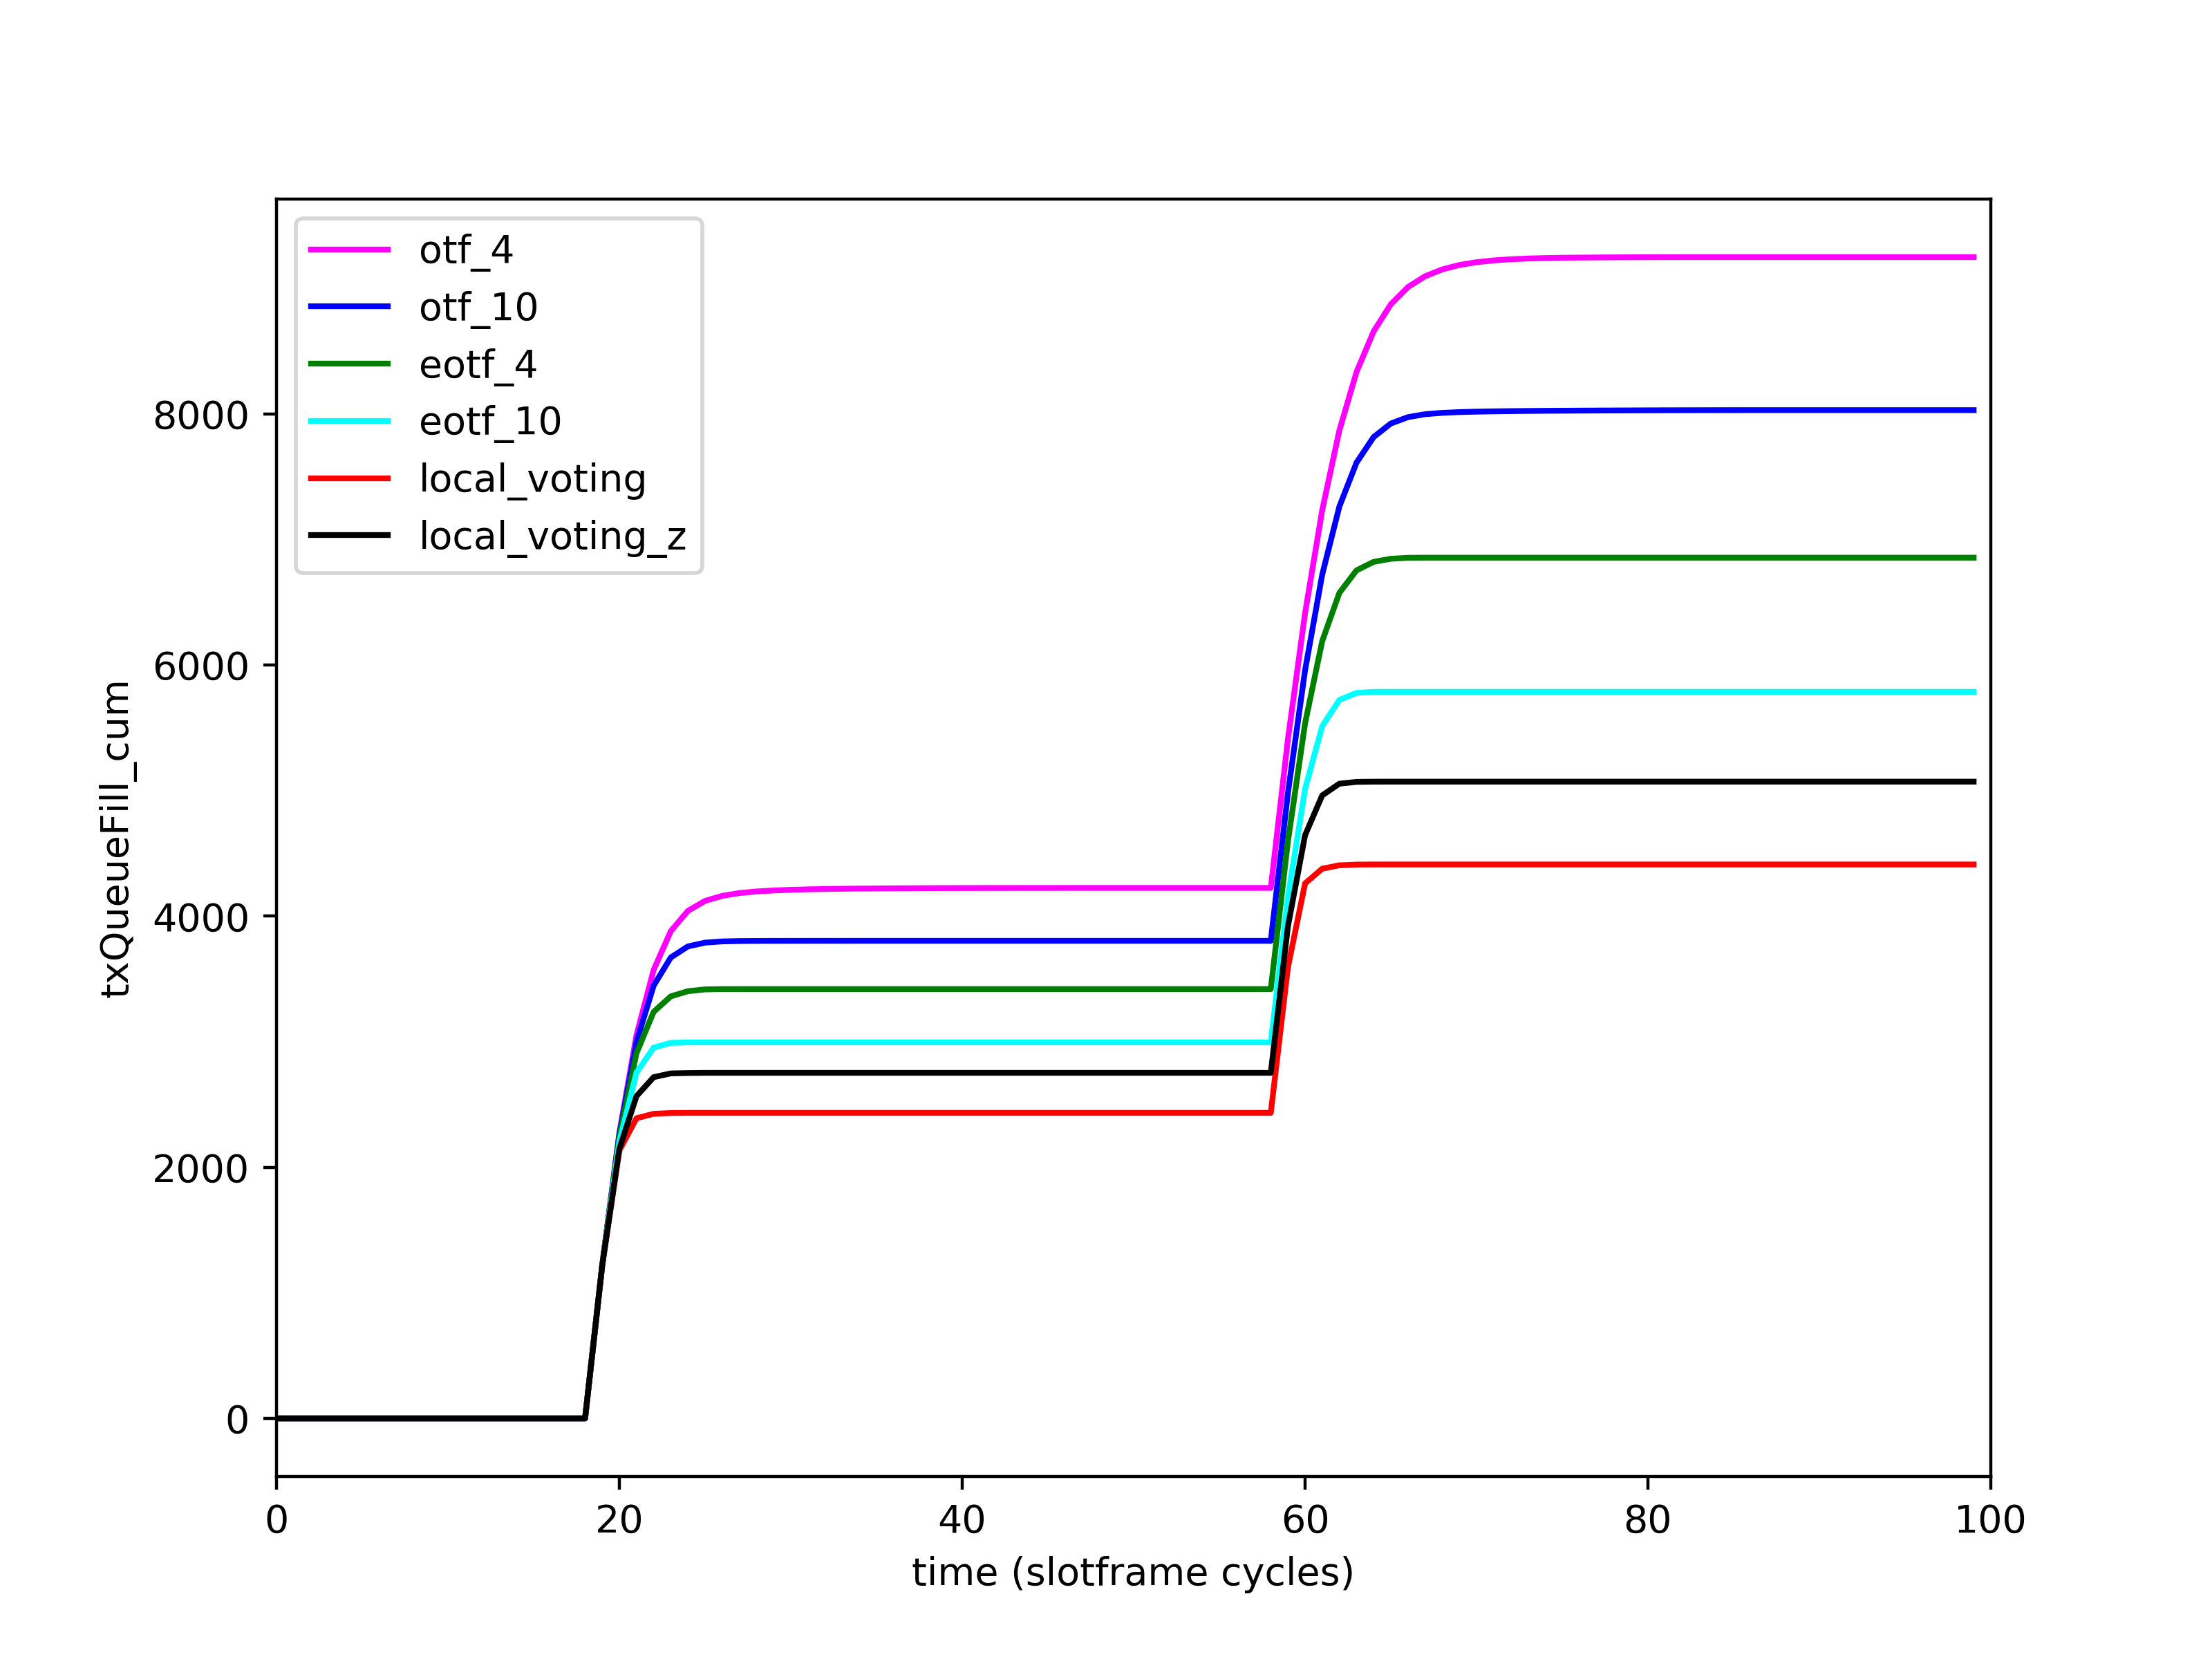 otf_4
otf_10
eotf_4
eotf_10
local_voting
local_voting_z
8000
6000
4000
2000
0
txQueueFill_cum
0 20 40 60 80 100
time (slotframe cycles)